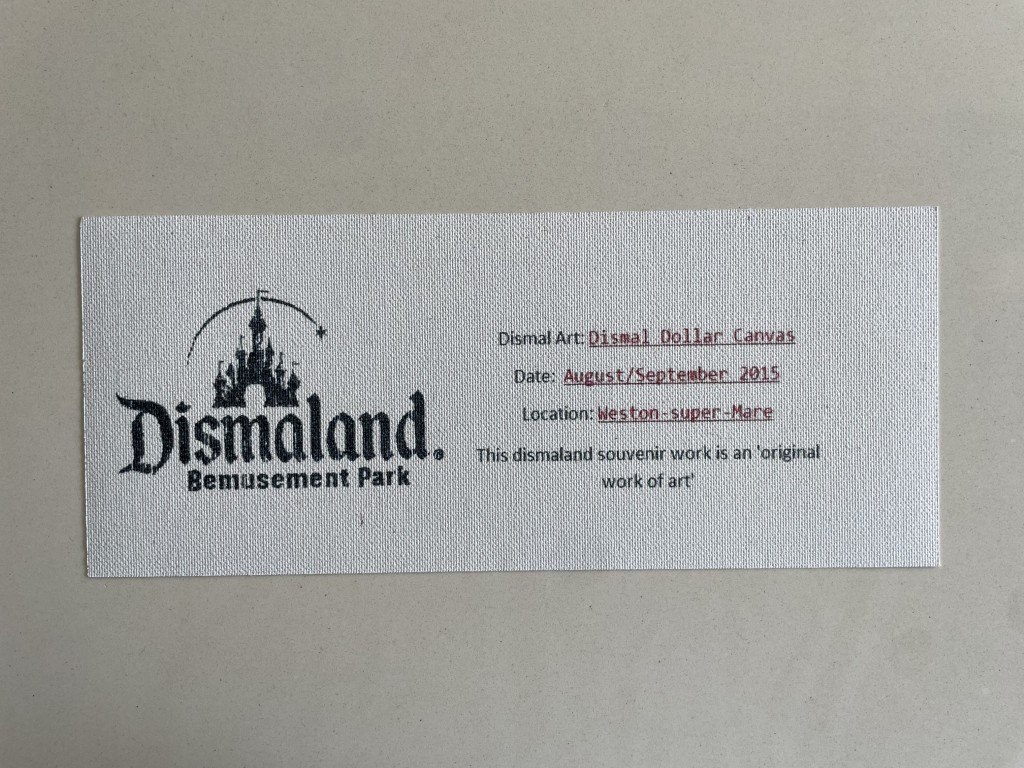 Dismaland.
Bemusement Park
Dismal Art: Dismal Dollar Canvas
Date: August/September 2015
Location: Weston-super-Mare
This dismaland souvenir work is an 'original
work of art'